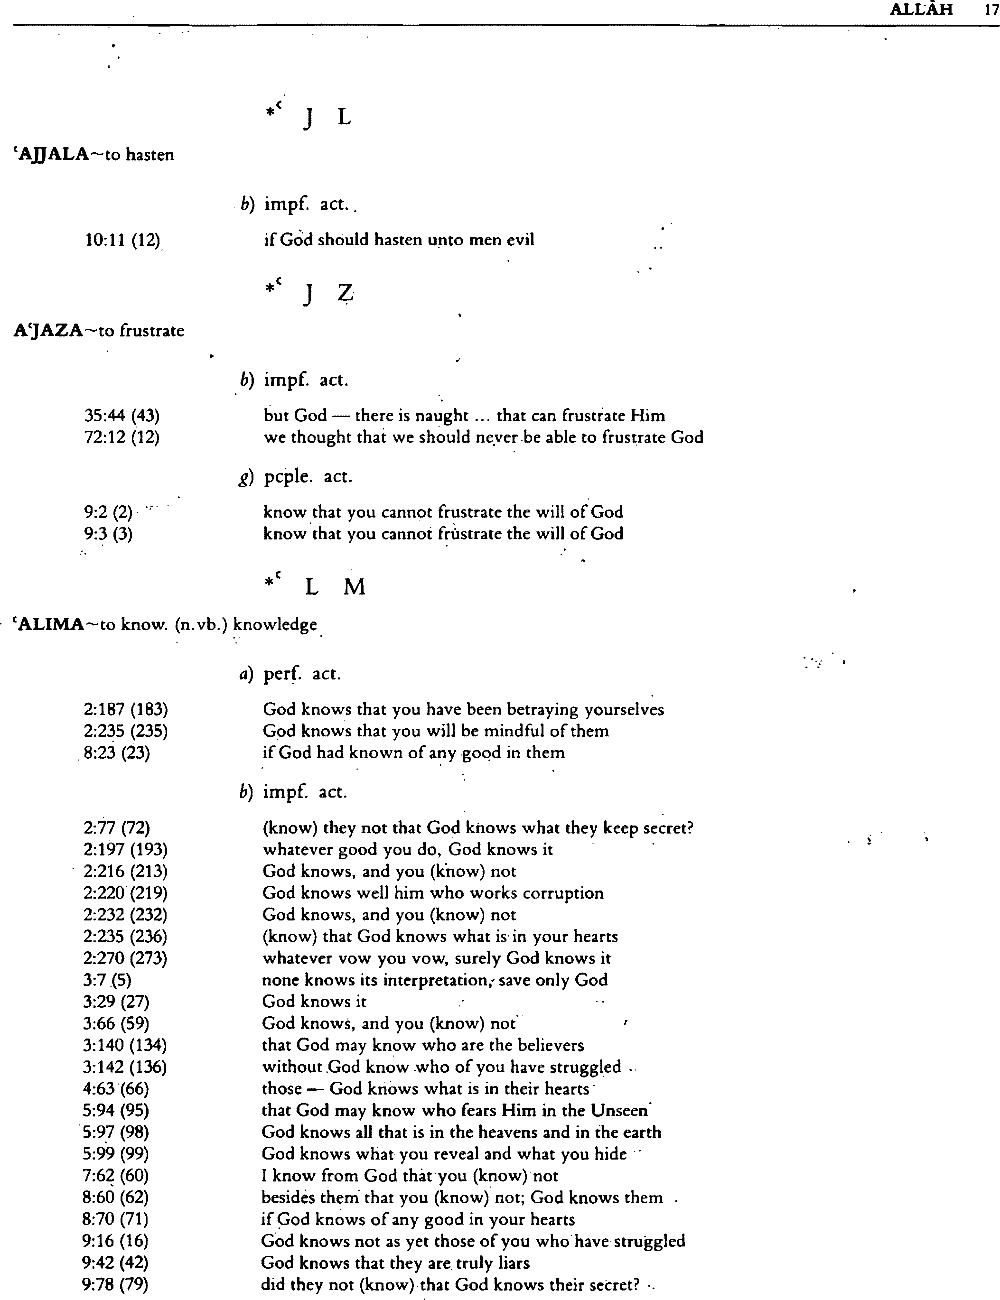 ALLĀH 17
*ʿ J L
ʿAJJALA~to hasten
b) impf. act.
10:11 (12) if God should hasten unto men evil
*ʿ J Z
AʿJAZA~to frustrate
b) impf. act.
35:44 (43) but God — there is naught ... that can frustrate Him
72:12 (12) we thought that we should never be able to frustrate God
g) pcple. act.
9:2 (2) know that you cannot frustrate the will of God
9:3 (3) know that you cannot frustrate the will of God
*ʿ L M
ʿALIMA~to know. (n.vb.) knowledge
a) perf. act.
2:187 (183) God knows that you have been betraying yourselves
2:235 (235) God knows that you will be mindful of them
8:23 (23) if God had known of any good in them
b) impf. act.
2:77 (72) (know) they not that God knows what they keep secret?
2:197 (193) whatever good you do, God knows it
2:216 (213) God knows, and you (know) not
2:220 (219) God knows well him who works corruption
2:232 (232) God knows, and you (know) not
2:235 (236) (know) that God knows what is in your hearts
2:270 (273) whatever vow you vow, surely God knows it
3:7 (5) none knows its interpretation, save only God
3:29 (27) God knows it
3:66 (59) God knows, and you (know) not
3:140 (134) that God may know who are the believers
3:142 (136) without God know who of you have struggled
4:63 (66) those — God knows what is in their hearts
5:94 (95) that God may know who fears Him in the Unseen
5:97 (98) God knows all that is in the heavens and in the earth
5:99 (99) God knows what you reveal and what you hide
7:62 (60) I know from God that you (know) not
8:60 (62) besides them that you (know) not; God knows them
8:70 (71) if God knows of any good in your hearts
9:16 (16) God knows not as yet those of you who have struggled
9:42 (42) God knows that they are truly liars
9:78 (79) did they not (know) that God knows their secret?